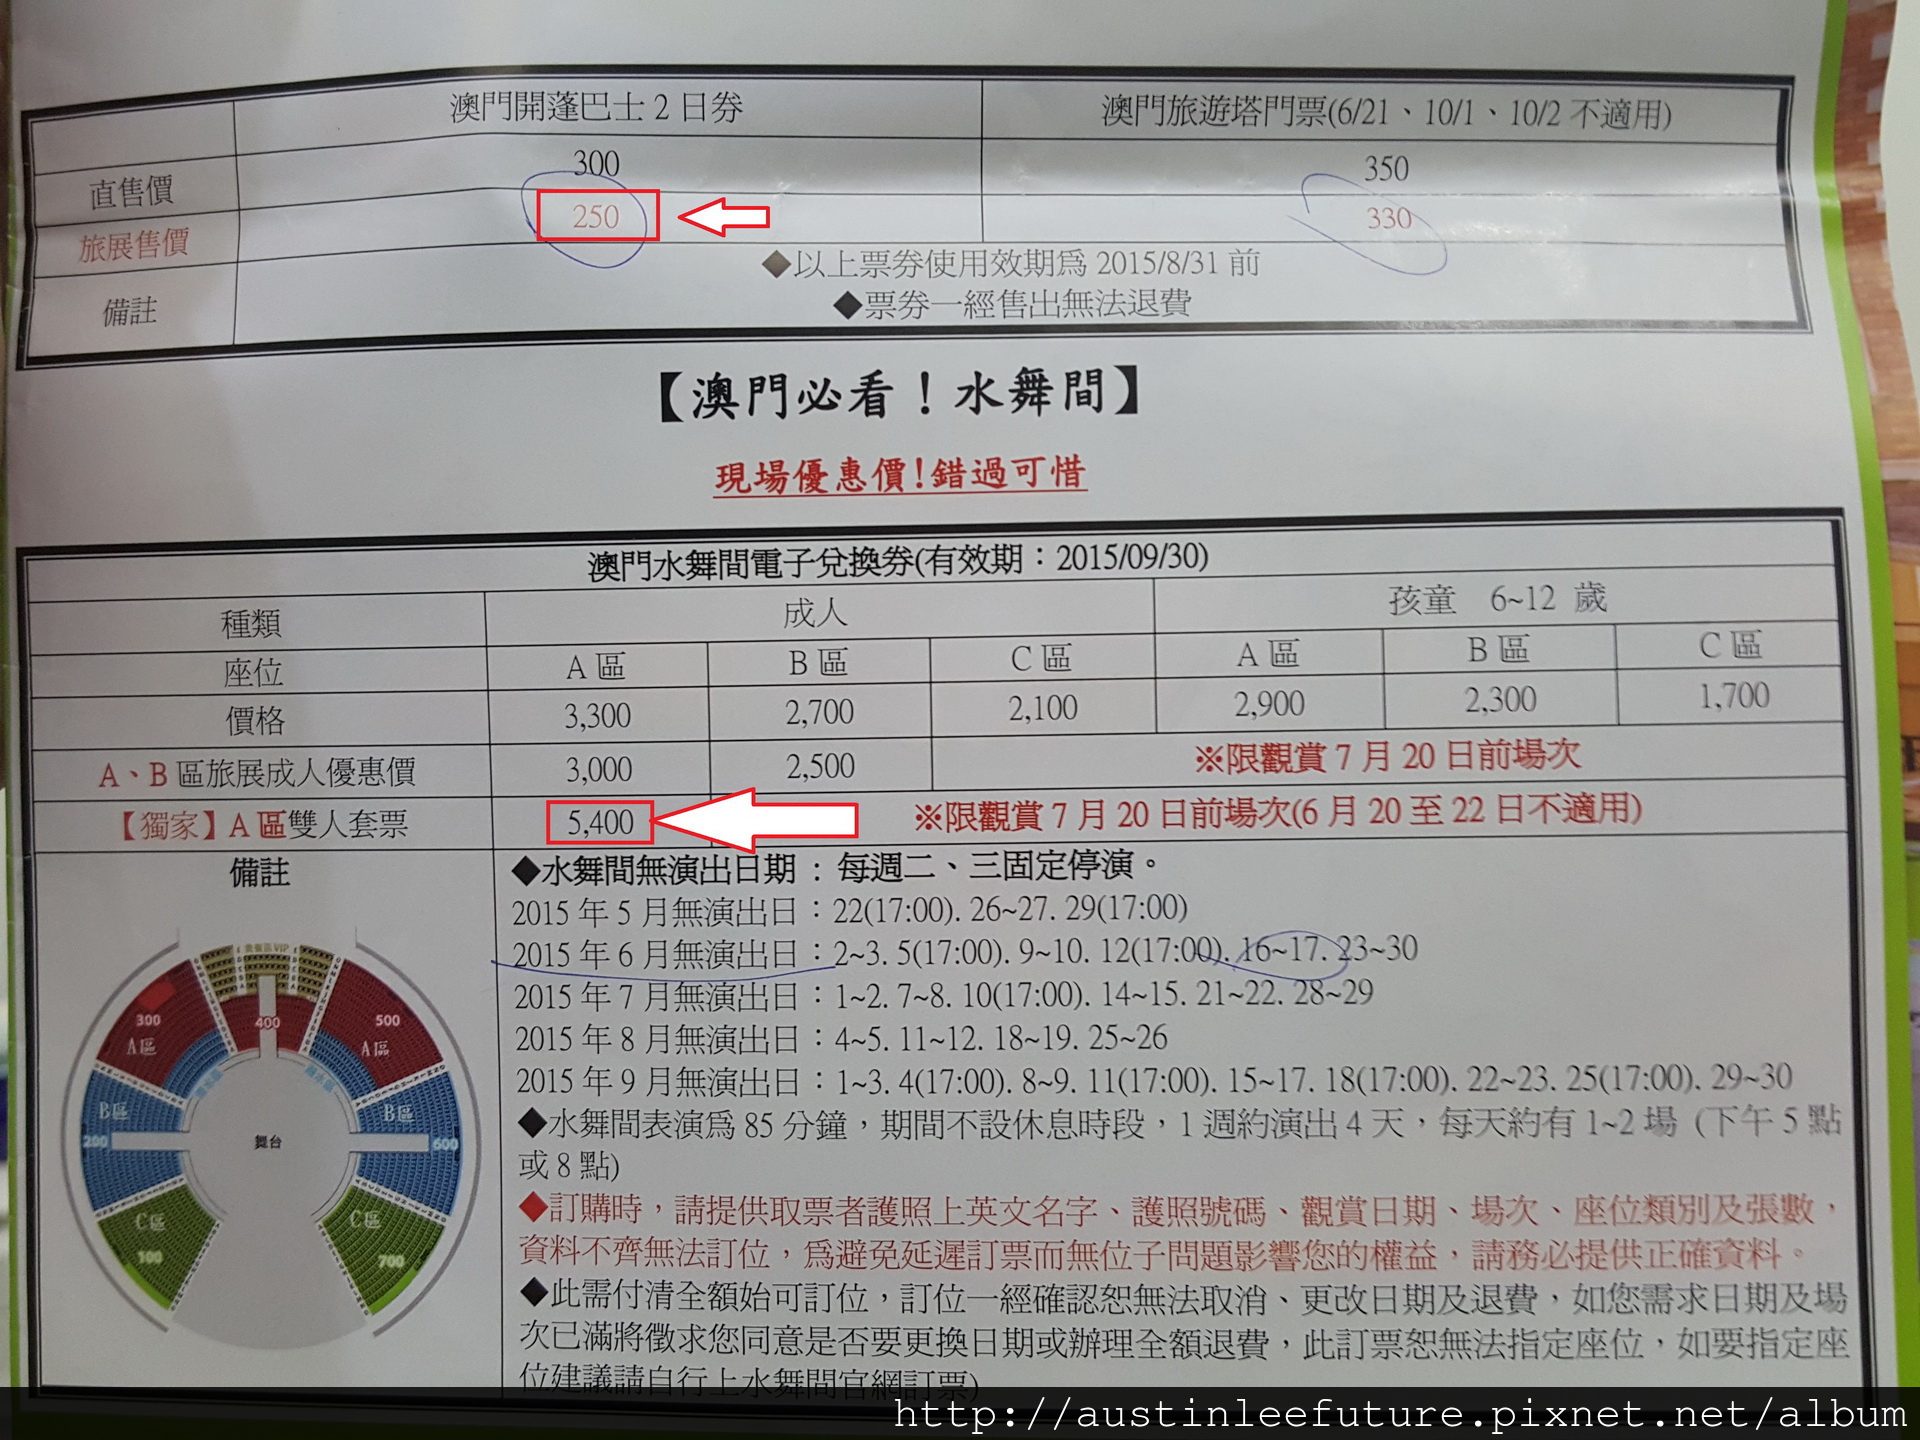 澳門開蓬巴士 2 日券 澳門旅遊塔門票(6/21、10/1、10/2 不適用)
直售價 300 350
旅展售價 250 330
備註 ◆以上票券使用效期為 2015/8/31 前
◆票券一經售出無法退費
【澳門必看！水舞間】
現場優惠價!錯過可惜
澳門水舞間電子兌換券(有效期：2015/09/30)
種類 成人 孩童 6~12 歲
座位 A 區 B 區 C 區 A 區 B 區 C 區
價格 3,300 2,700 2,100 2,900 2,300 1,700
A、B 區旅展成人優惠價 3,000 2,500 ※限觀賞 7 月 20 日前場次
【獨家】A 區雙人套票 5,400 ※限觀賞 7 月 20 日前場次(6 月 20 至 22 日不適用)
備註
◆水舞間無演出日期：每週二、三固定停演。
2015 年 5 月無演出日：22(17:00). 26~27. 29(17:00)
2015 年 6 月無演出日：2~3. 5(17:00). 9~10. 12(17:00). 16~17. 23~30
2015 年 7 月無演出日：1~2. 7~8. 10(17:00). 14~15. 21~22. 28~29
2015 年 8 月無演出日：4~5. 11~12. 18~19. 25~26
2015 年 9 月無演出日：1~3. 4(17:00). 8~9. 11(17:00). 15~17. 18(17:00). 22~23. 25(17:00). 29~30
◆水舞間表演為 85 分鐘，期間不設休息時段，1 週約演出 4 天，每天約有 1~2 場 (下午 5 點
或 8 點)
◆訂購時，請提供取票者護照上英文名字、護照號碼、觀賞日期、場次、座位類別及張數，
資料不齊無法訂位，為避免延遲訂票而無位子問題影響您的權益，請務必提供正確資料。
◆此需付清全額始可訂位，訂位一經確認恕無法取消、更改日期及退費，如您需求日期及場
次已滿將徵求您同意是否要更換日期或辦理全額退費，此訂票恕無法指定座位，如要指定座
位建議請自行上水舞間官網訂票)
300 400 500
A區 A區
B區 B區
200 舞台 600
C區 C區
100 700
http://austinleefuture.pixnet.net/album